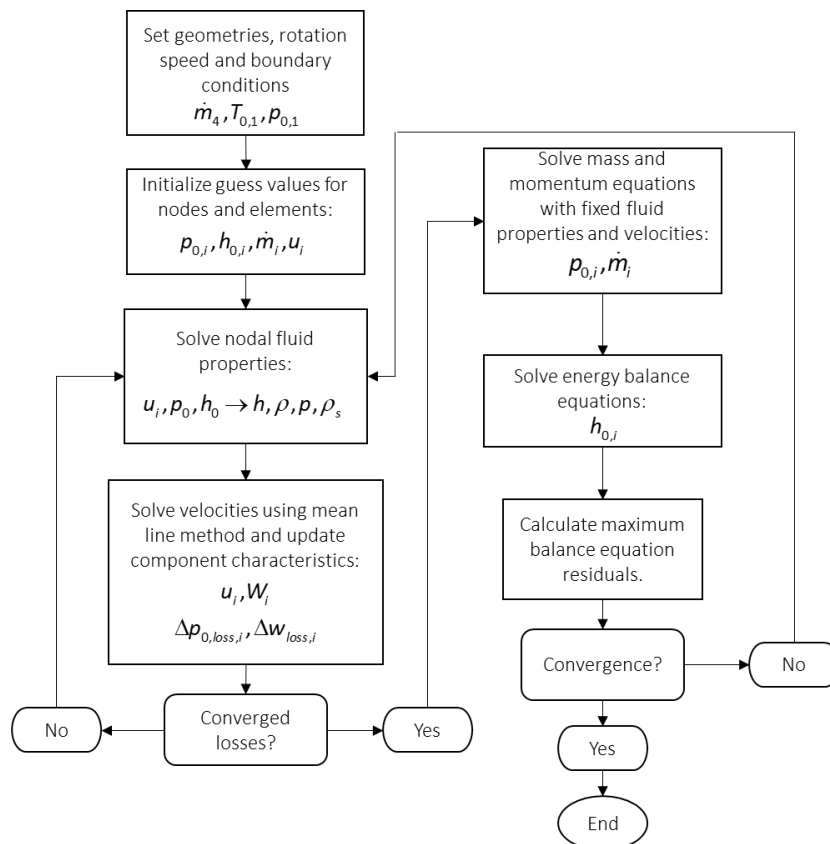 Set geometries, rotation
speed and boundary
conditions
ṁ₄, T₀,₁, p₀,₁
Initialize guess values for
nodes and elements:
p₀,ᵢ, h₀,ᵢ, ṁᵢ, uᵢ
Solve nodal fluid
properties:
uᵢ, p₀, h₀ → h, ρ, p, ρₛ
Solve velocities using mean
line method and update
component characteristics:
uᵢ, Wᵢ
Δp₀,loss,ᵢ, Δwloss,ᵢ
No
Converged
losses?
Yes
Solve mass and
momentum equations
with fixed fluid
properties and velocities:
p₀,ᵢ, ṁᵢ
Solve energy balance
equations:
h₀,ᵢ
Calculate maximum
balance equation
residuals.
Convergence?
No
Yes
End